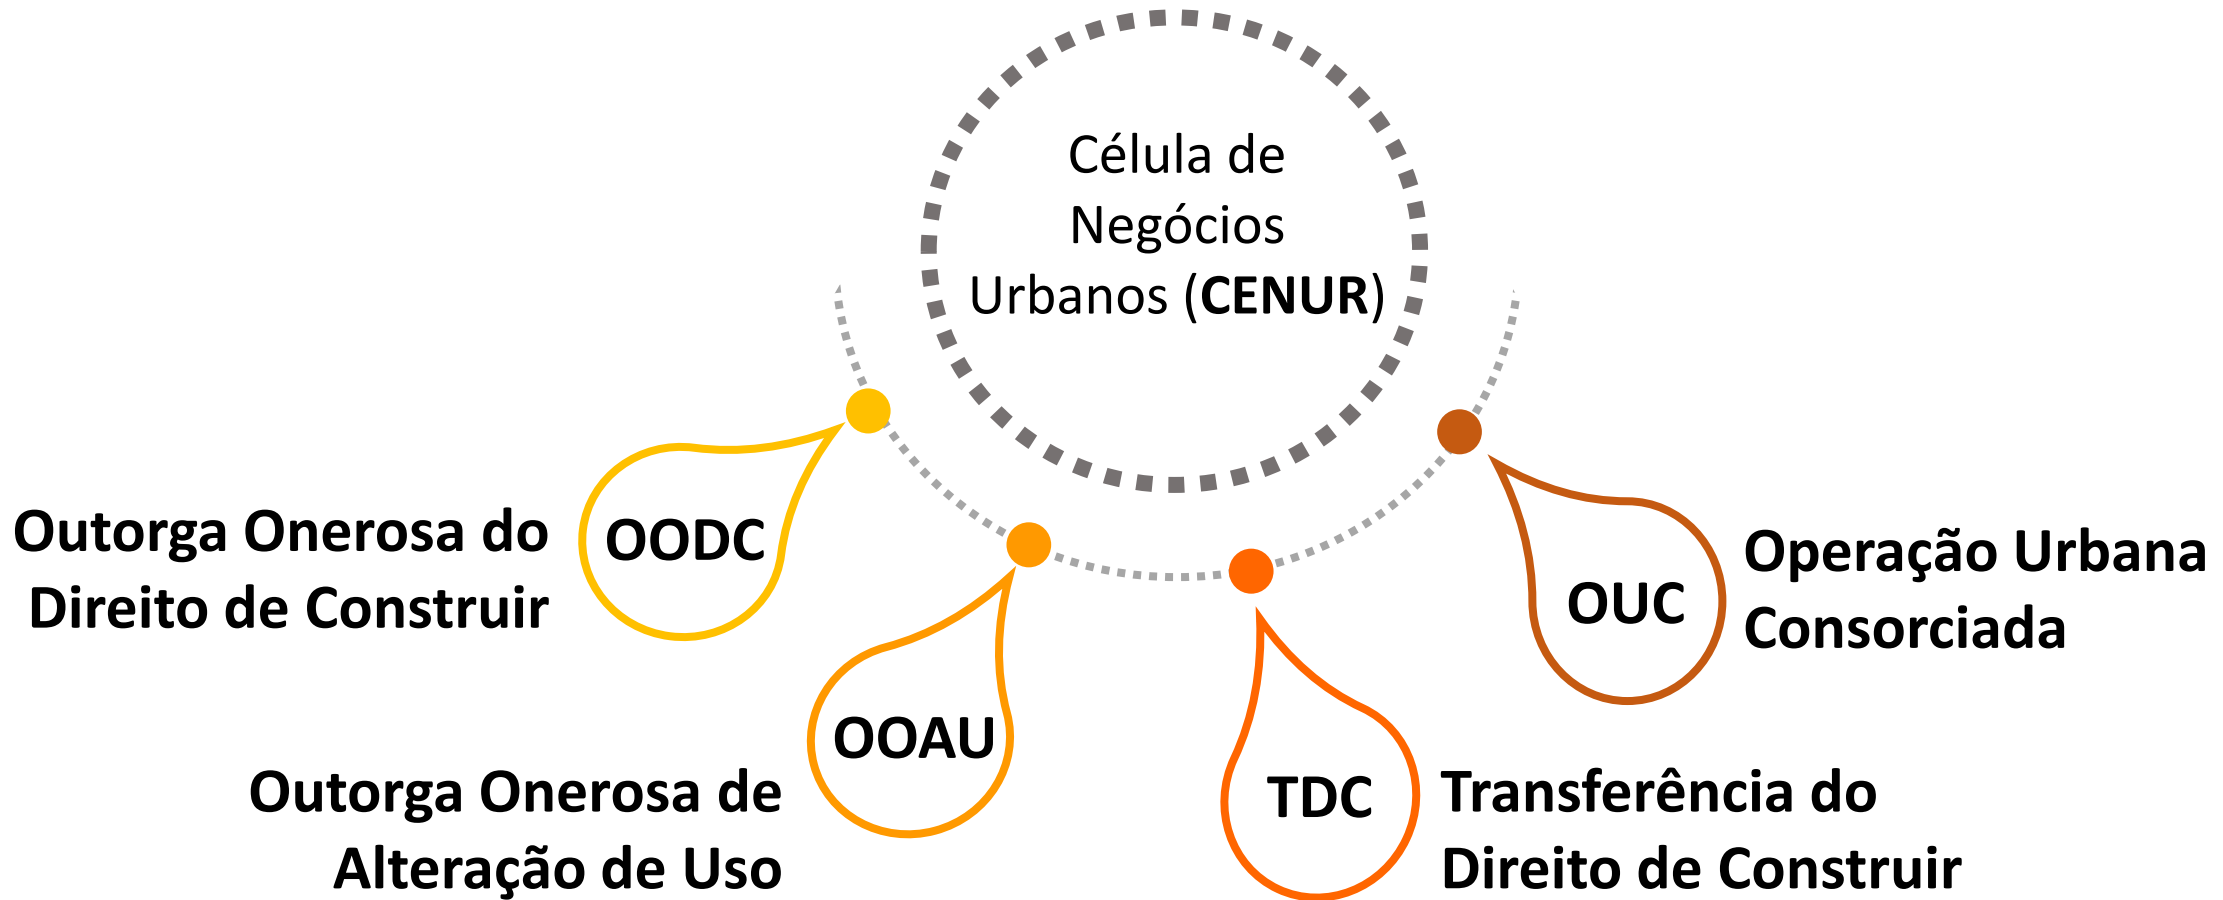 Célula de
Negócios
Urbanos (CENUR)
OODC
Outorga Onerosa do
Direito de Construir
OOAU
Outorga Onerosa de
Alteração de Uso
TDC
Transferência do
Direito de Construir
OUC
Operação Urbana
Consorciada